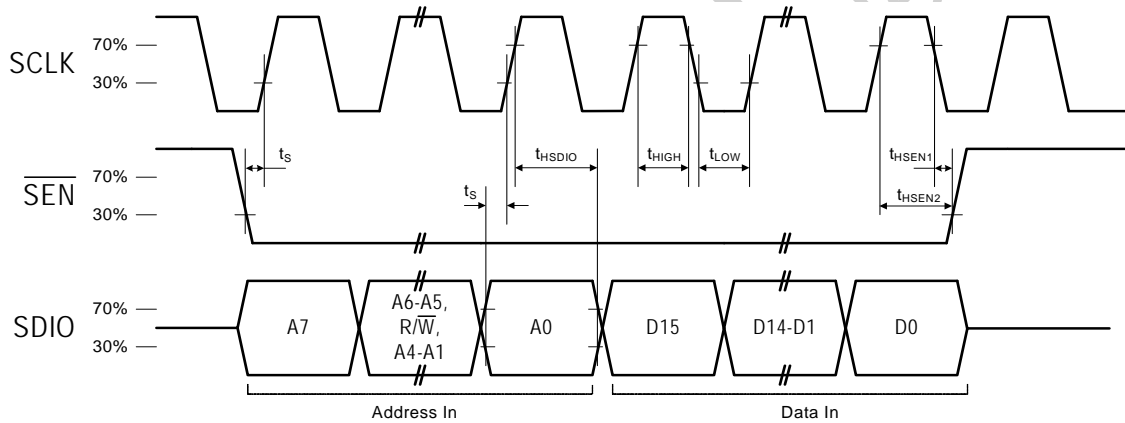 SCLK
70%
30%
tS
tHSDIO
tHIGH
tLOW
tHSEN1
SEN
70%
30%
tS
tHSEN2
SDIO
70%
30%
A7
A6-A5,
R/W,
A4-A1
A0
D15
D14-D1
D0
Address In
Data In